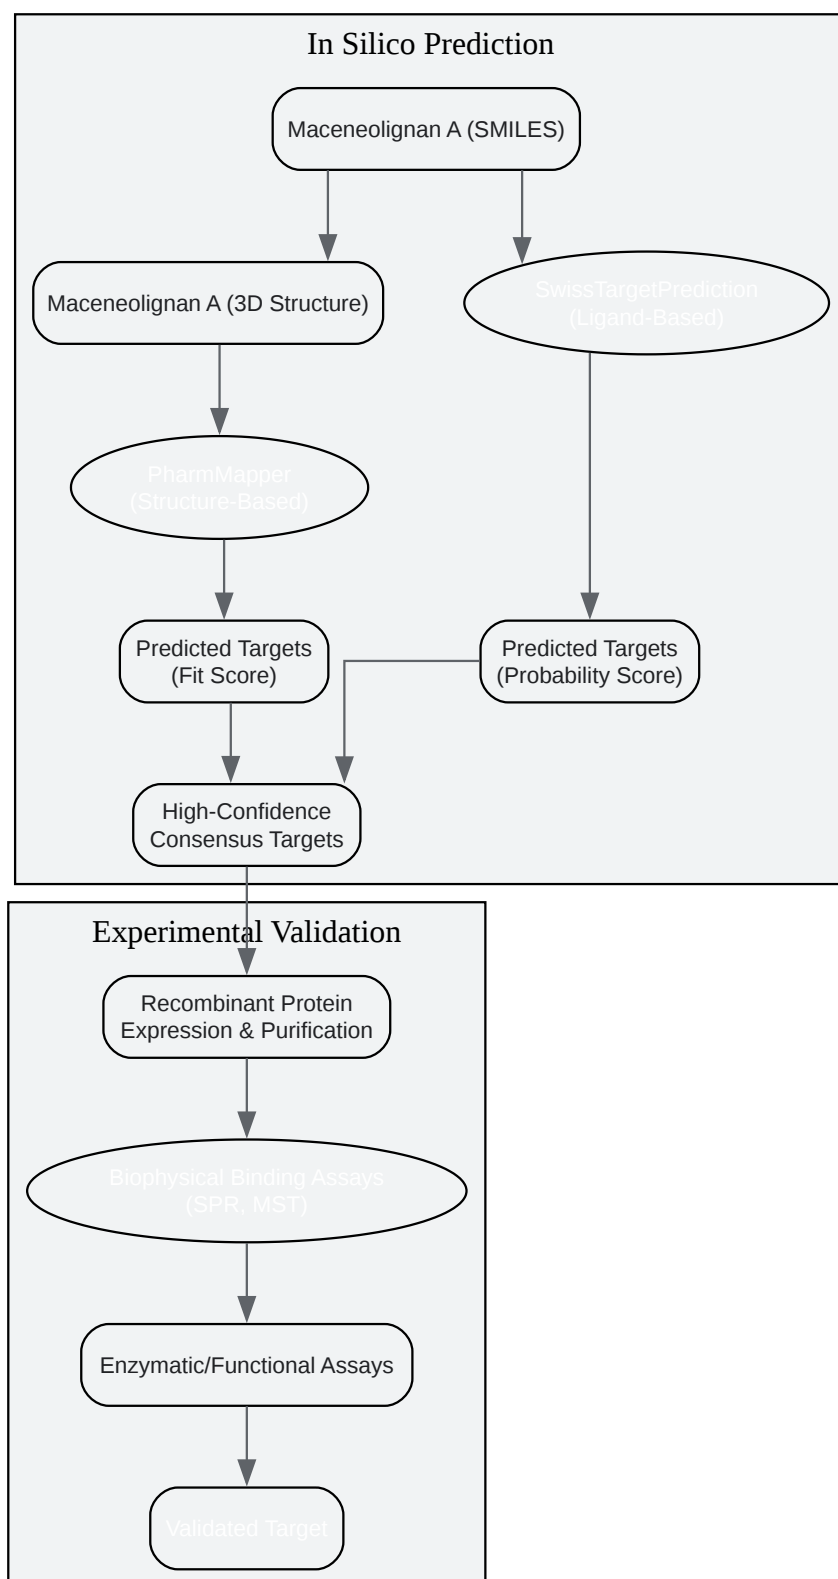 In Silico Prediction
Maceneolignan A (SMILES)
Maceneolignan A (3D Structure)
SwissTargetPrediction
(Ligand-Based)
PharmMapper
(Structure-Based)
Predicted Targets
(Fit Score)
Predicted Targets
(Probability Score)
High-Confidence
Consensus Targets
Experimental Validation
Recombinant Protein
Expression & Purification
Biophysical Binding Assays
(SPR, MST)
Enzymatic/Functional Assays
Validated Target